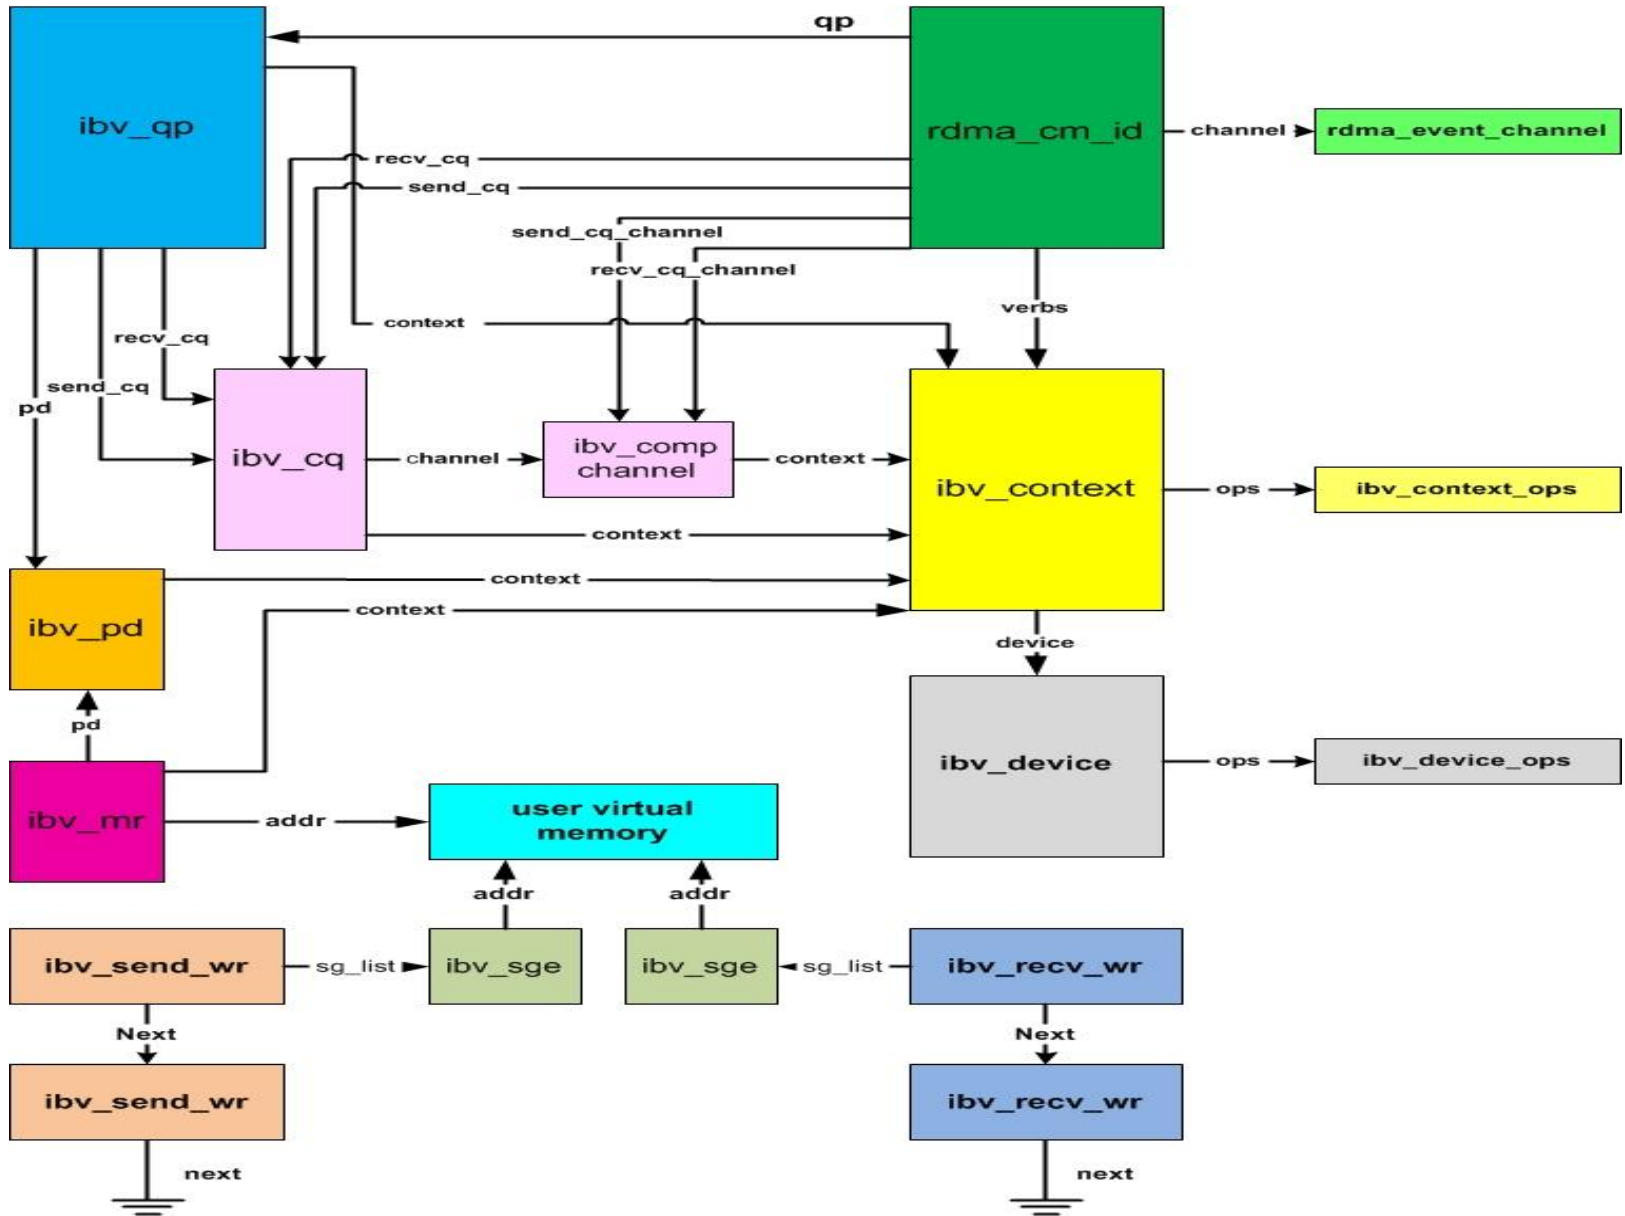 qp
ibv_qp
rdma_cm_id
channel
rdma_event_channel
recv_cq
send_cq
send_cq_channel
recv_cq_channel
verbs
context
recv_cq
send_cq
pd
ibv_cq
channel
ibv_comp
channel
context
ibv_context
ops
ibv_context_ops
context
context
context
ibv_pd
device
pd
ibv_mr
addr
user virtual
memory
ibv_device
ops
ibv_device_ops
addr
addr
ibv_send_wr
sg_list
ibv_sge
ibv_sge
sg_list
ibv_recv_wr
Next
Next
ibv_send_wr
ibv_recv_wr
next
next